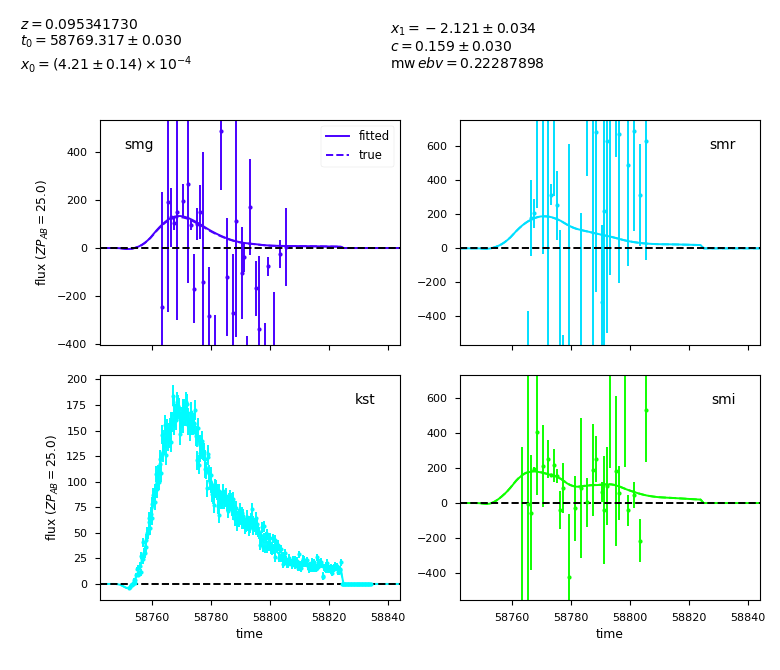 z = 0.095341730
t₀ = 58769.317 ± 0.030
x₀ = (4.21 ± 0.14) × 10⁻⁴
x₁ = −2.121 ± 0.034
c = 0.159 ± 0.030
mw ebv = 0.22287898
smg
fitted
true
400
200
0
−200
−400
flux (ZP_AB = 25.0)
smr
600
400
200
0
−200
−400
kst
200
175
150
125
100
75
50
25
0
flux (ZP_AB = 25.0)
58760 58780 58800 58820 58840
time
smi
600
400
200
0
−200
−400
58760 58780 58800 58820 58840
time